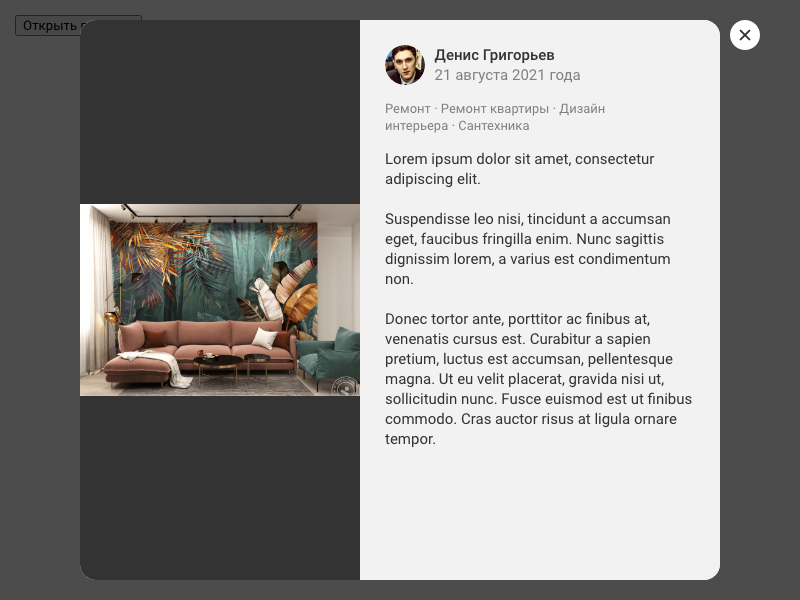 Открыть
Денис Григорьев
21 августа 2021 года
Ремонт · Ремонт квартиры · Дизайн
интерьера · Сантехника
Lorem ipsum dolor sit amet, consectetur
adipiscing elit.
Suspendisse leo nisi, tincidunt a accumsan
eget, faucibus fringilla enim. Nunc sagittis
dignissim lorem, a varius est condimentum
non.
Donec tortor ante, porttitor ac finibus at,
venenatis cursus est. Curabitur a sapien
pretium, luctus est accumsan, pellentesque
magna. Ut eu velit placerat, gravida nisi ut,
sollicitudin nunc. Fusce euismod est ut finibus
commodo. Cras auctor risus at ligula ornare
tempor.